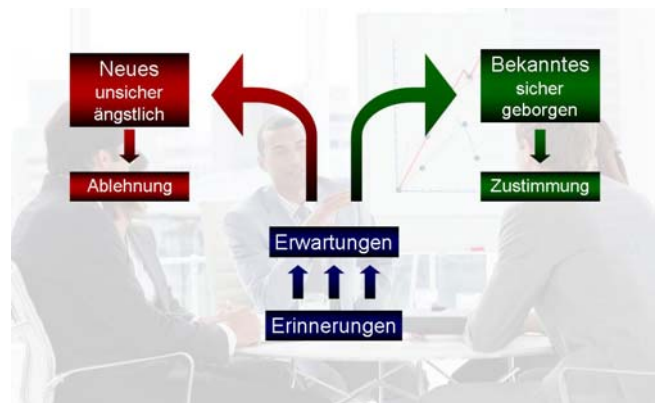 Neues
unsicher
ängstlich
Ablehnung
Bekanntes
sicher
geborgen
Zustimmung
Erwartungen
Erinnerungen